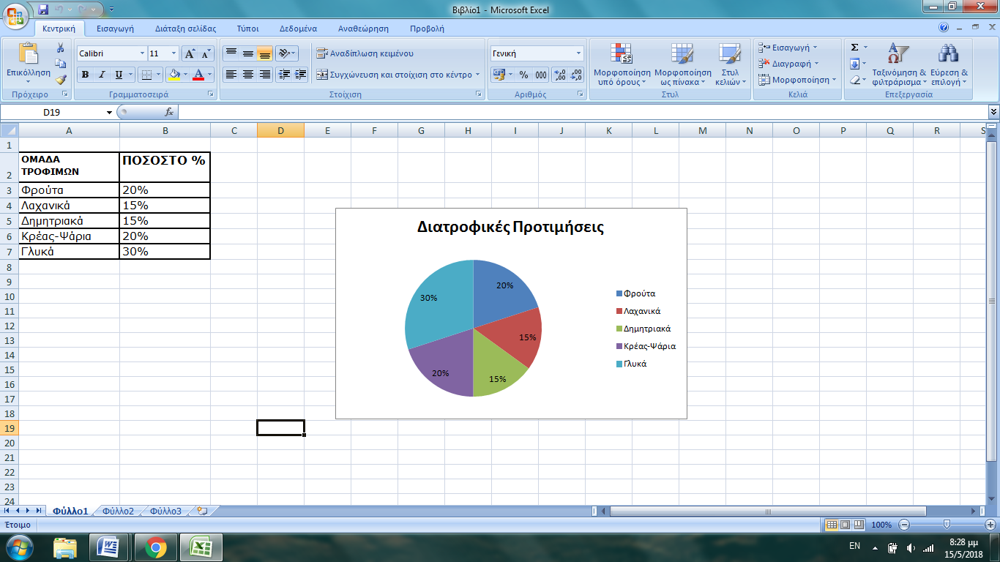 Βιβλίο1 - Microsoft Excel
Κεντρική Εισαγωγή Διάταξη σελίδας Τύποι Δεδομένα Αναθεώρηση Προβολή
Επικόλληση
Πρόχειρο
Calibri 11
B I U
Γραμματοσειρά
Αναδίπλωση κειμένου
Συγχώνευση και στοίχιση στο κέντρο
Στοίχιση
Γενική
% 000
Αριθμός
Μορφοποίηση υπό όρους
Μορφοποίηση ως πίνακα
Στυλ κελιών
Στυλ
Εισαγωγή
Διαγραφή
Μορφοποίηση
Κελιά
Ταξινόμηση & φιλτράρισμα
Εύρεση & επιλογή
Επεξεργασία
D19 fx
A B C D E F G H I J K L M N O P Q R S
1
2 ΟΜΑΔΑ ΤΡΟΦΙΜΩΝ ΠΟΣΟΣΤΟ %
3 Φρούτα 20%
4 Λαχανικά 15%
5 Δημητριακά 15%
6 Κρέας-Ψάρια 20%
7 Γλυκά 30%
8
9
10
11
12
13
14
15
16
17
18
19
20
21
22
23
24
Διατροφικές Προτιμήσεις
20%
15%
15%
20%
30%
Φρούτα
Λαχανικά
Δημητριακά
Κρέας-Ψάρια
Γλυκά
Φύλλο1 Φύλλο2 Φύλλο3
Έτοιμο 100%
EN 8:28 μμ
15/5/2018